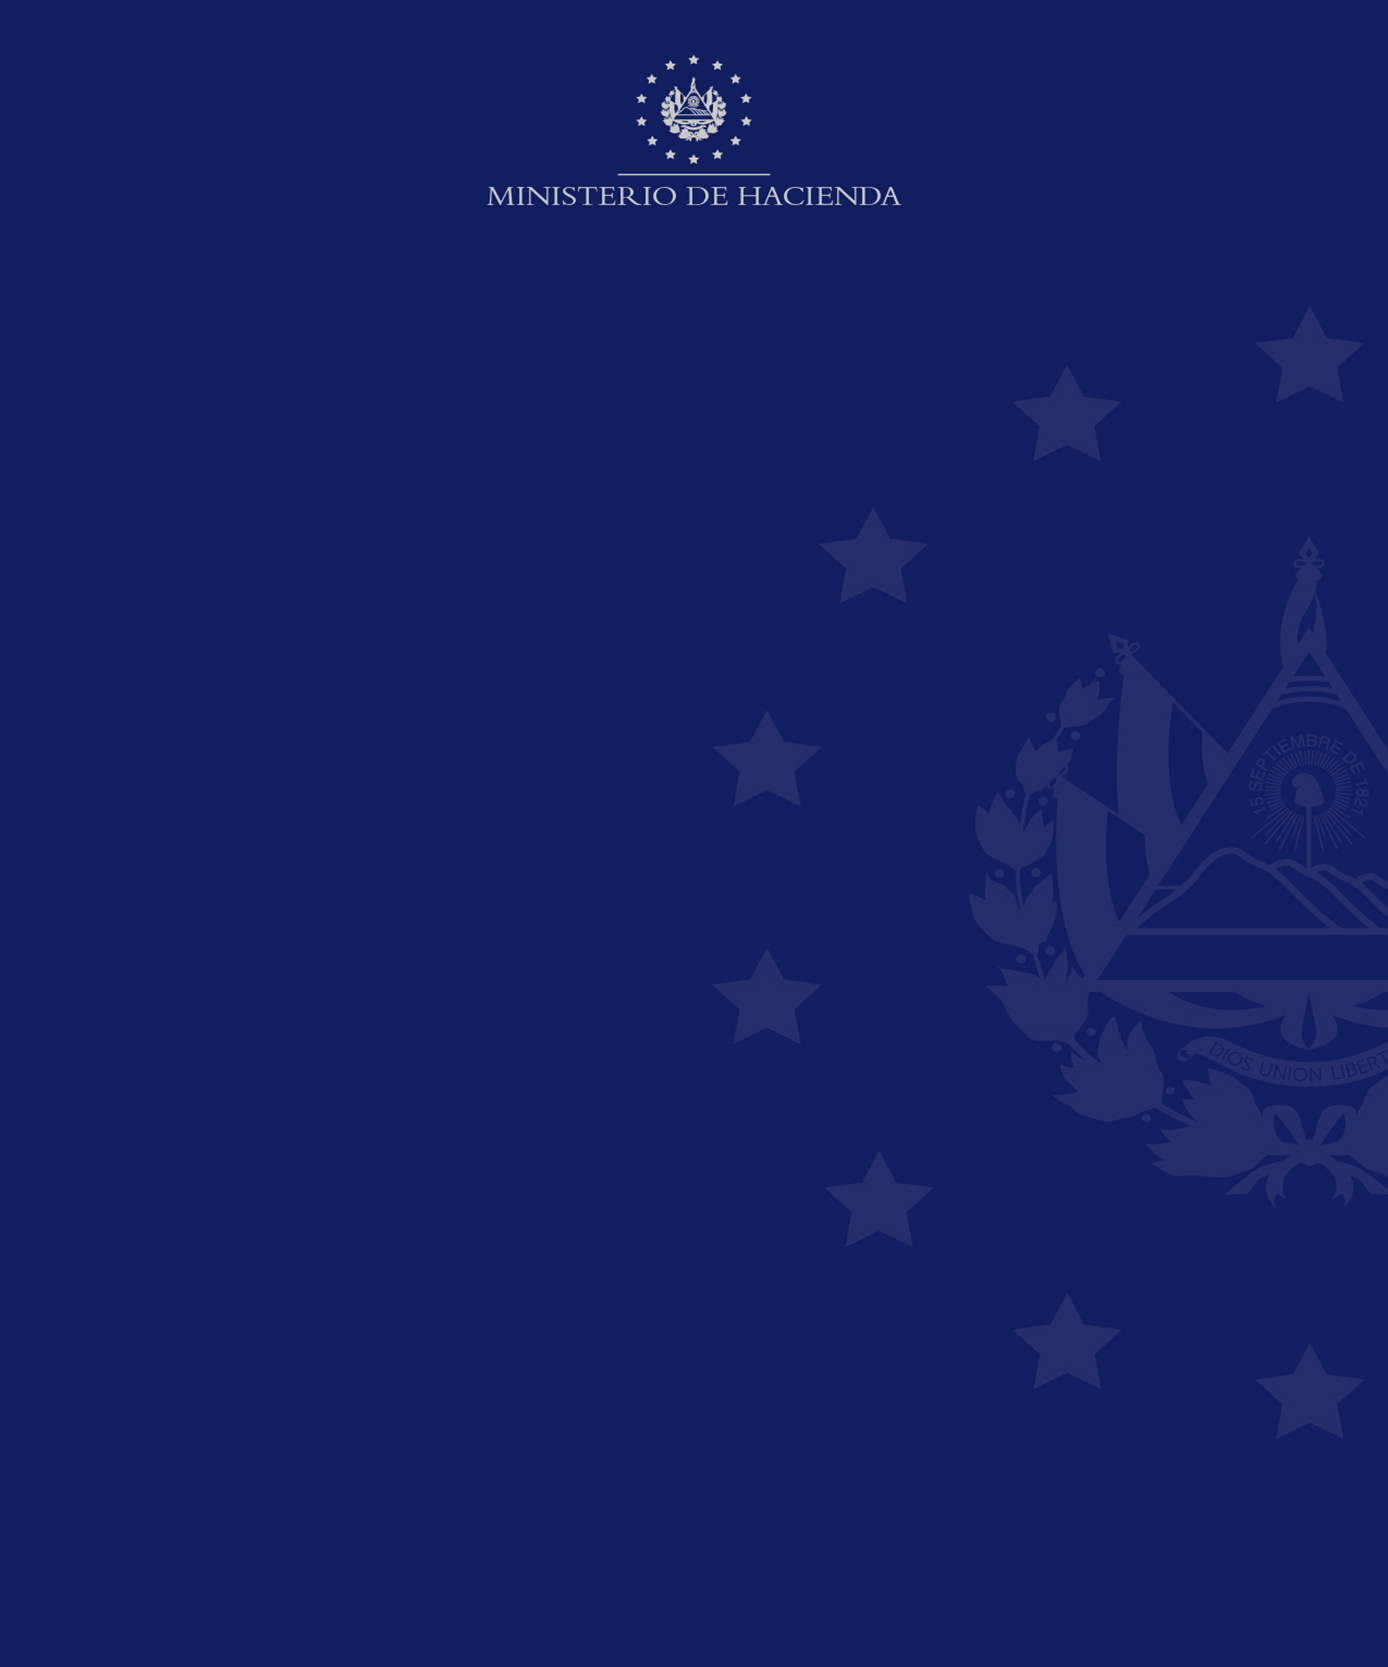 MINISTERIO DE HACIENDA
15 SEPTIEMBRE DE 1821
DIOS UNION LIBERT